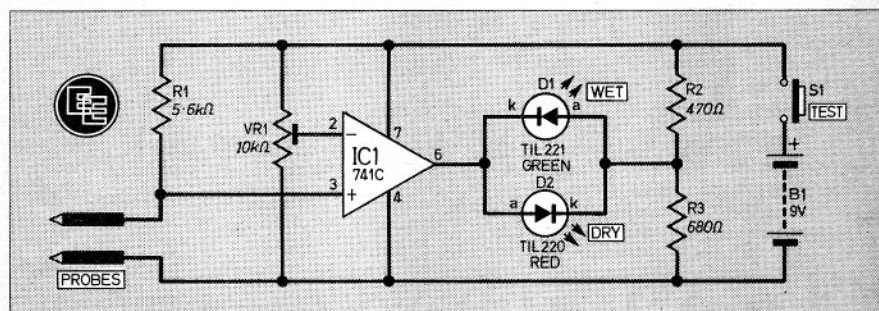 R1
5·6kΩ
VR1
10kΩ
2
−
3
+
IC1
741C
7
4
6
D1
k
a
WET
TIL221
GREEN
D2
a
k
DRY
TIL220
RED
R2
470Ω
R3
680Ω
S1
TEST
+
B1
9V
PROBES